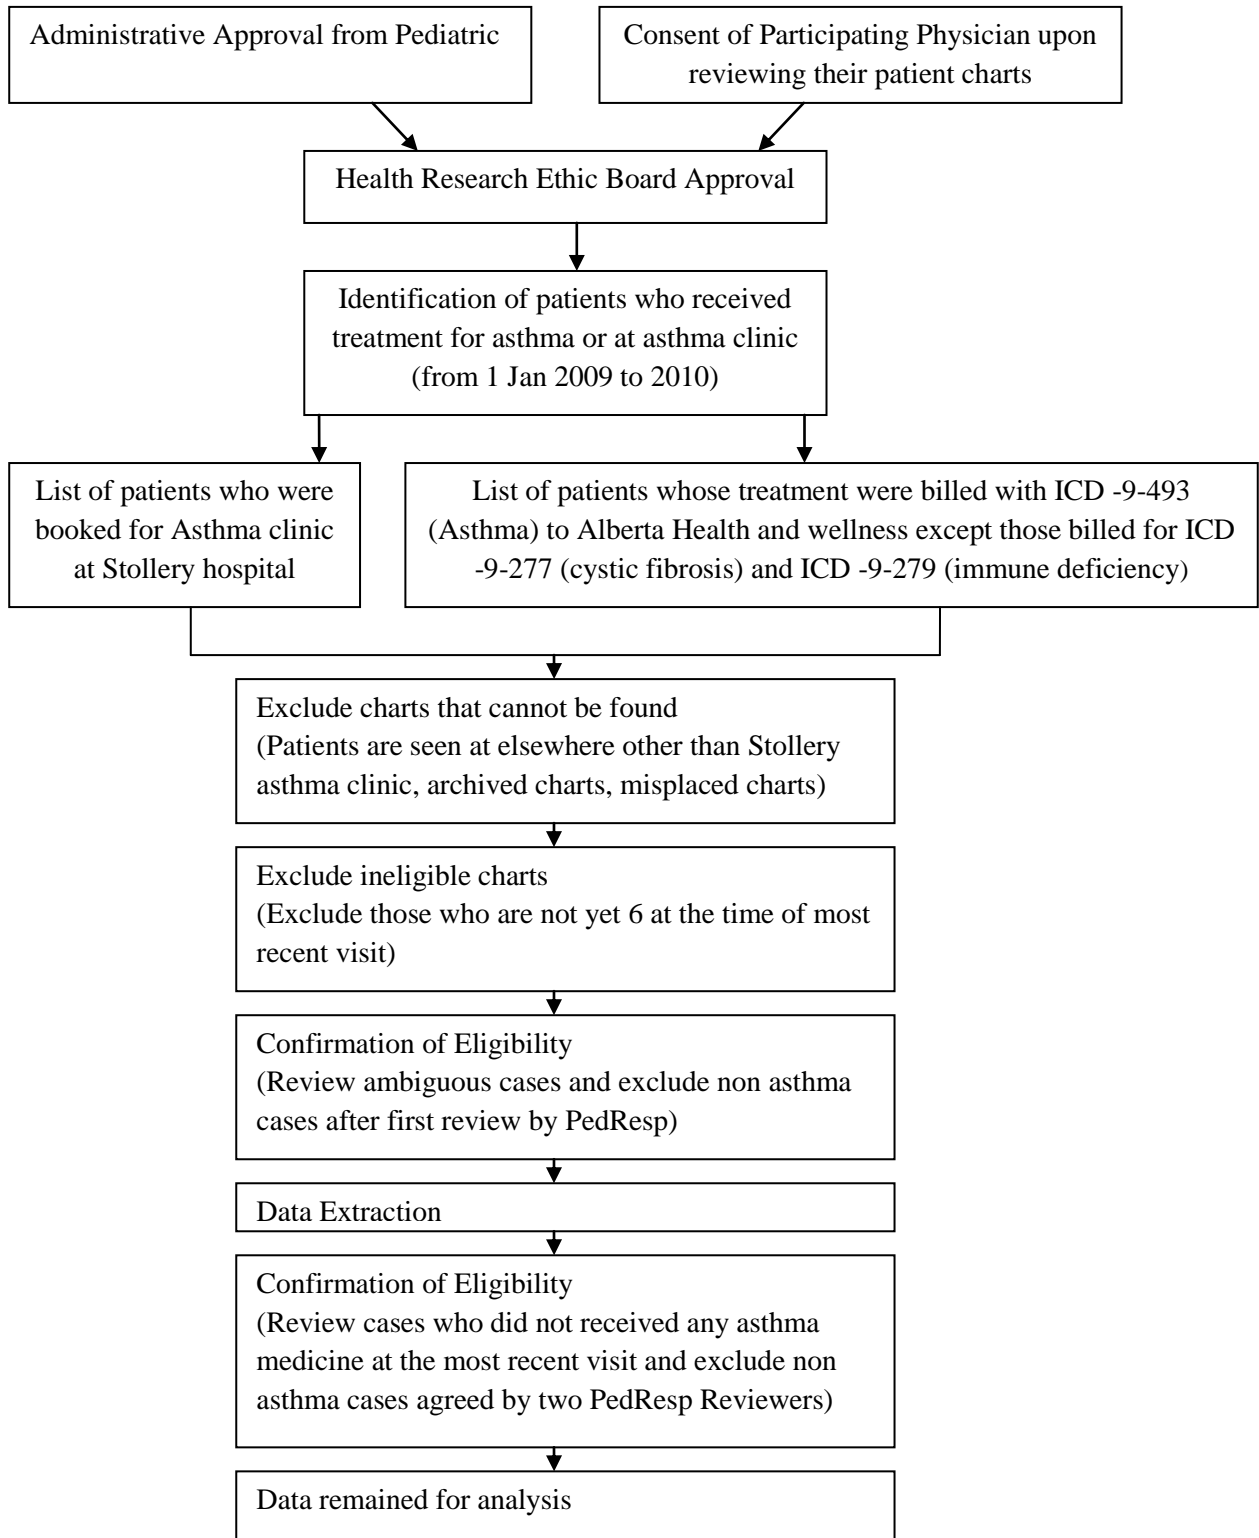 Administrative Approval from Pediatric
Consent of Participating Physician upon
reviewing their patient charts
Health Research Ethic Board Approval
Identification of patients who received
treatment for asthma or at asthma clinic
(from 1 Jan 2009 to 2010)
List of patients who were
booked for Asthma clinic
at Stollery hospital
List of patients whose treatment were billed with ICD -9-493
(Asthma) to Alberta Health and wellness except those billed for ICD
-9-277 (cystic fibrosis) and ICD -9-279 (immune deficiency)
Exclude charts that cannot be found
(Patients are seen at elsewhere other than Stollery
asthma clinic, archived charts, misplaced charts)
Exclude ineligible charts
(Exclude those who are not yet 6 at the time of most
recent visit)
Confirmation of Eligibility
(Review ambiguous cases and exclude non asthma
cases after first review by PedResp)
Data Extraction
Confirmation of Eligibility
(Review cases who did not received any asthma
medicine at the most recent visit and exclude non
asthma cases agreed by two PedResp Reviewers)
Data remained for analysis